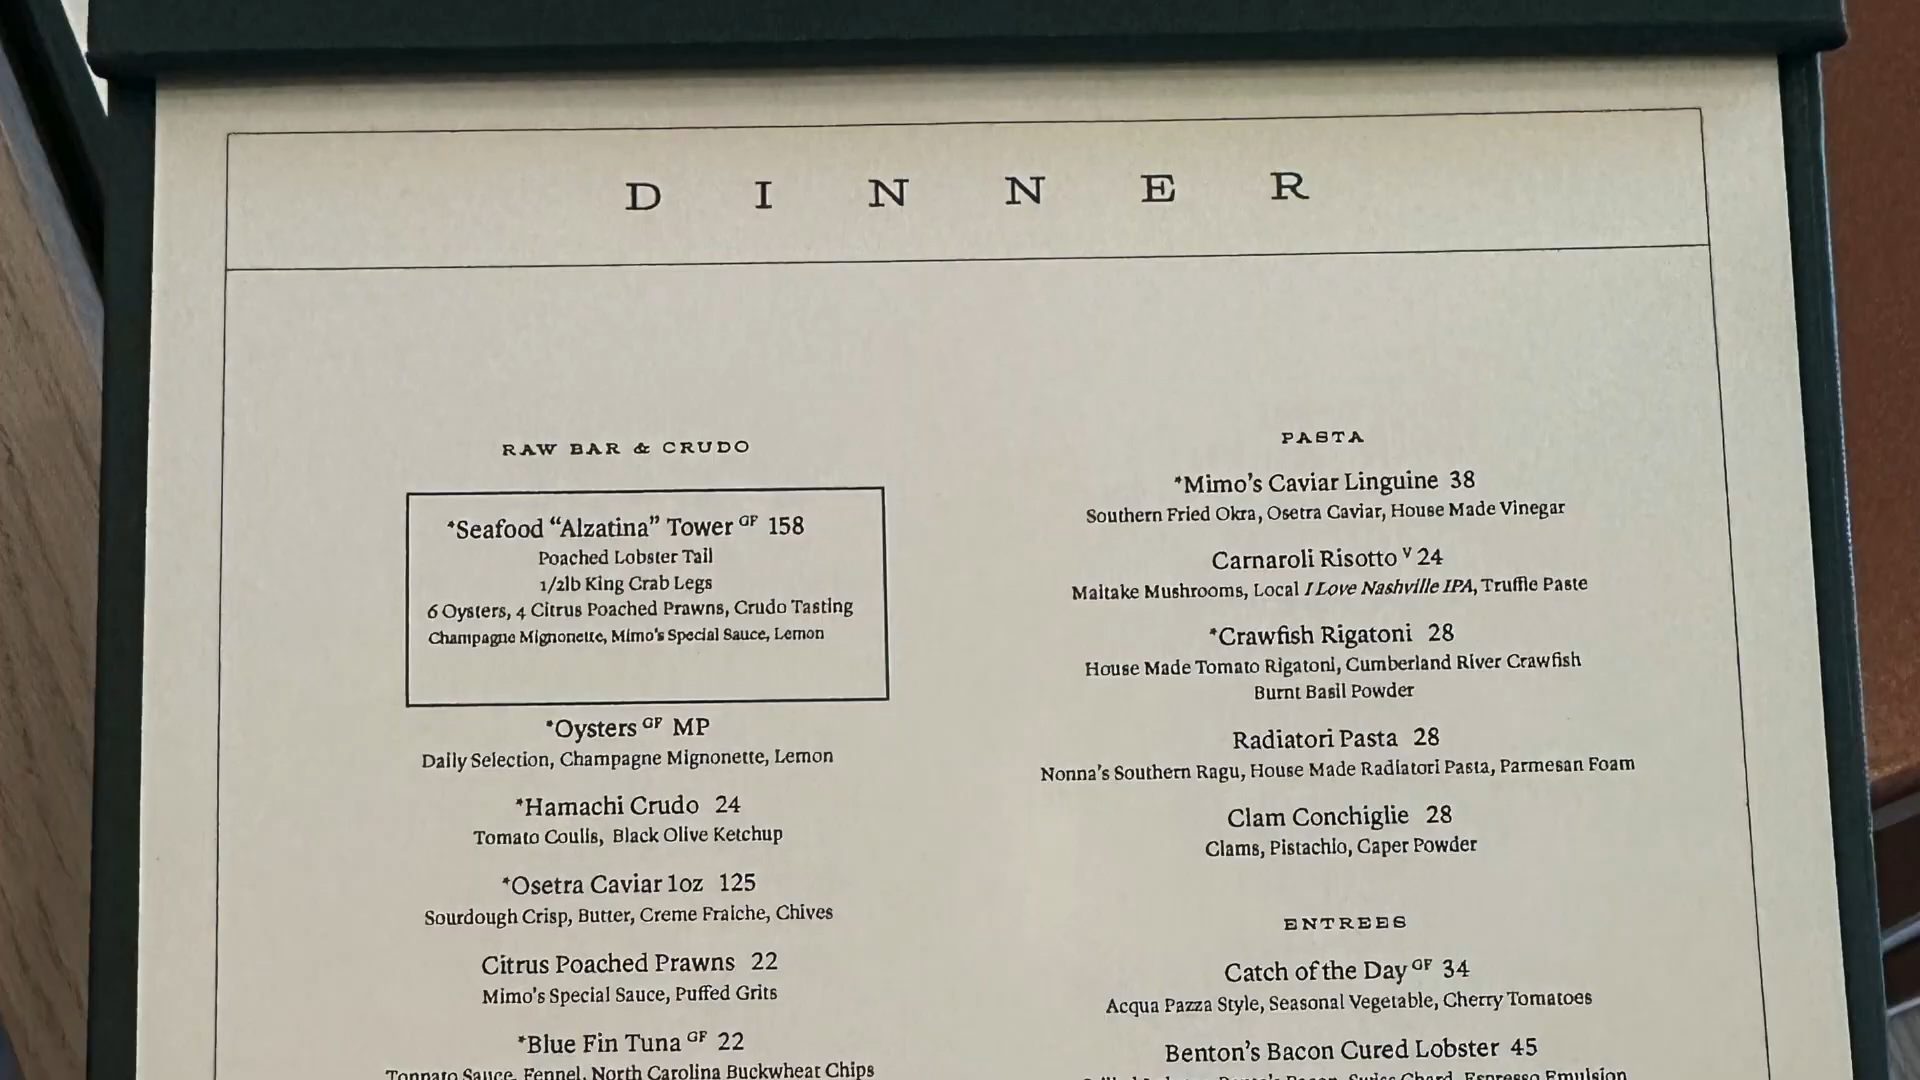 DINNER
RAW BAR & CRUDO
*Seafood “Alzatina” Tower GF 158
Poached Lobster Tail
1/2lb King Crab Legs
6 Oysters, 4 Citrus Poached Prawns, Crudo Tasting
Champagne Mignonette, Mimo's Special Sauce, Lemon
*Oysters GF MP
Daily Selection, Champagne Mignonette, Lemon
*Hamachi Crudo 24
Tomato Coulis, Black Olive Ketchup
*Osetra Caviar 1oz 125
Sourdough Crisp, Butter, Creme Fraiche, Chives
Citrus Poached Prawns 22
Mimo's Special Sauce, Puffed Grits
*Blue Fin Tuna GF 22
Tonnato Sauce, Fennel, North Carolina Buckwheat Chips
PASTA
*Mimo's Caviar Linguine 38
Southern Fried Okra, Osetra Caviar, House Made Vinegar
Carnaroli Risotto V 24
Maitake Mushrooms, Local I Love Nashville IPA, Truffle Paste
*Crawfish Rigatoni 28
House Made Tomato Rigatoni, Cumberland River Crawfish
Burnt Basil Powder
Radiatori Pasta 28
Nonna's Southern Ragu, House Made Radiatori Pasta, Parmesan Foam
Clam Conchiglie 28
Clams, Pistachio, Caper Powder
ENTREES
Catch of the Day GF 34
Acqua Pazza Style, Seasonal Vegetable, Cherry Tomatoes
Benton's Bacon Cured Lobster 45
Swiss Chard, Espresso Emulsion